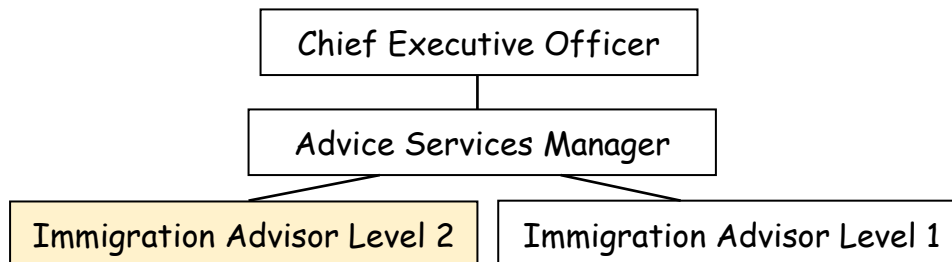 Chief Executive Officer
Advice Services Manager
Immigration Advisor Level 2
Immigration Advisor Level 1